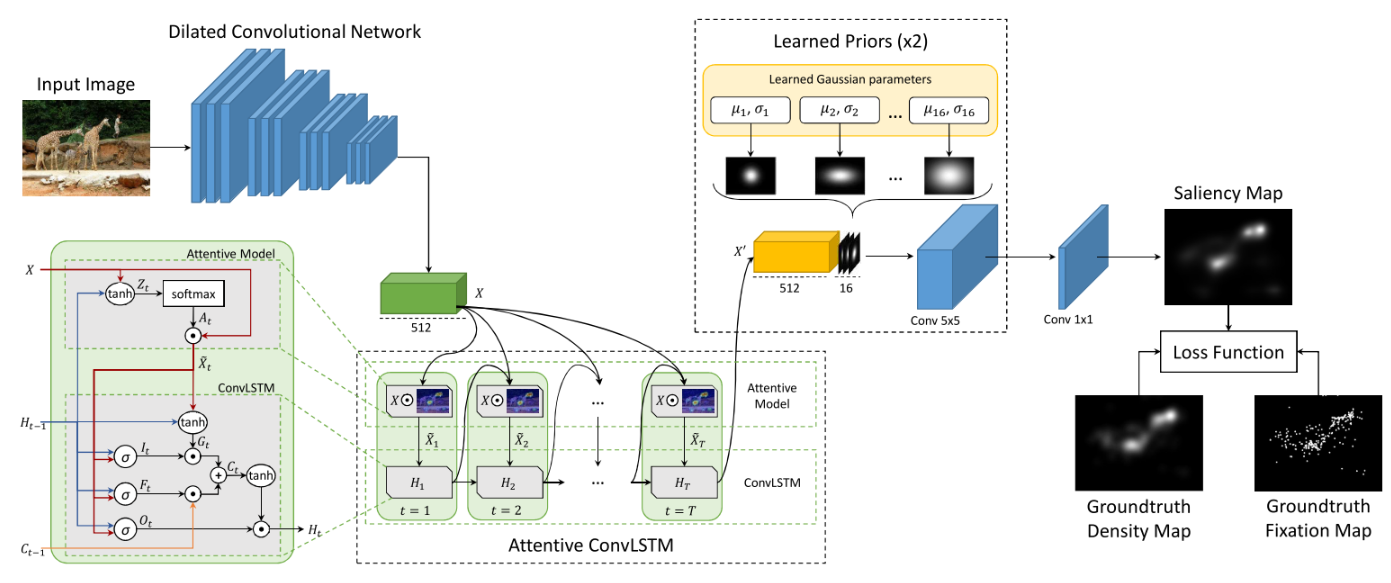 Dilated Convolutional Network
Input Image
Learned Priors (x2)
Learned Gaussian parameters
μ₁, σ₁
μ₂, σ₂
...
μ₁₆, σ₁₆
...
Saliency Map
X'
512
16
Conv 5x5
Conv 1x1
Loss Function
Groundtruth
Density Map
Groundtruth
Fixation Map
X
512
Attentive Model
X
tanh
Zₜ
softmax
Aₜ
X̃ₜ
ConvLSTM
Hₜ₋₁
tanh
Gₜ
σ
Iₜ
+
Cₜ
tanh
σ
Fₜ
σ
Oₜ
Hₜ
Cₜ₋₁
X⊙
X⊙
...
X⊙
Attentive
Model
X̃₁
X̃₂
X̃_T
H₁
H₂
...
H_T
ConvLSTM
t = 1
t = 2
t = T
Attentive ConvLSTM